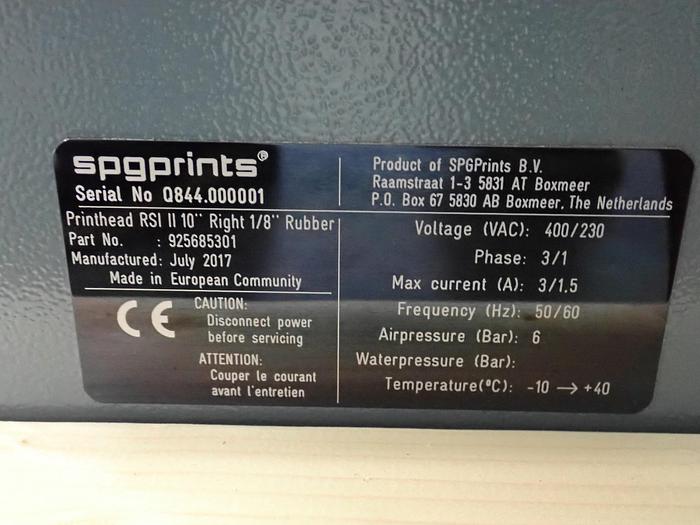 spgprints®
Serial No Q844.000001
Printhead RSI II 10'' Right 1/8'' Rubber
Part No. : 925685301
Manufactured: July 2017
Made in European Community
CE
CAUTION:
Disconnect power
before servicing
ATTENTION:
Couper le courant
avant l'entretien
Product of SPGPrints B.V.
Raamstraat 1-3 5831 AT Boxmeer
P.O. Box 67 5830 AB Boxmeer, The Netherlands
Voltage (VAC): 400/230
Phase: 3/1
Max current (A): 3/1.5
Frequency (Hz): 50/60
Airpressure (Bar): 6
Waterpressure (Bar):
Temperature(ºC): -10 → +40